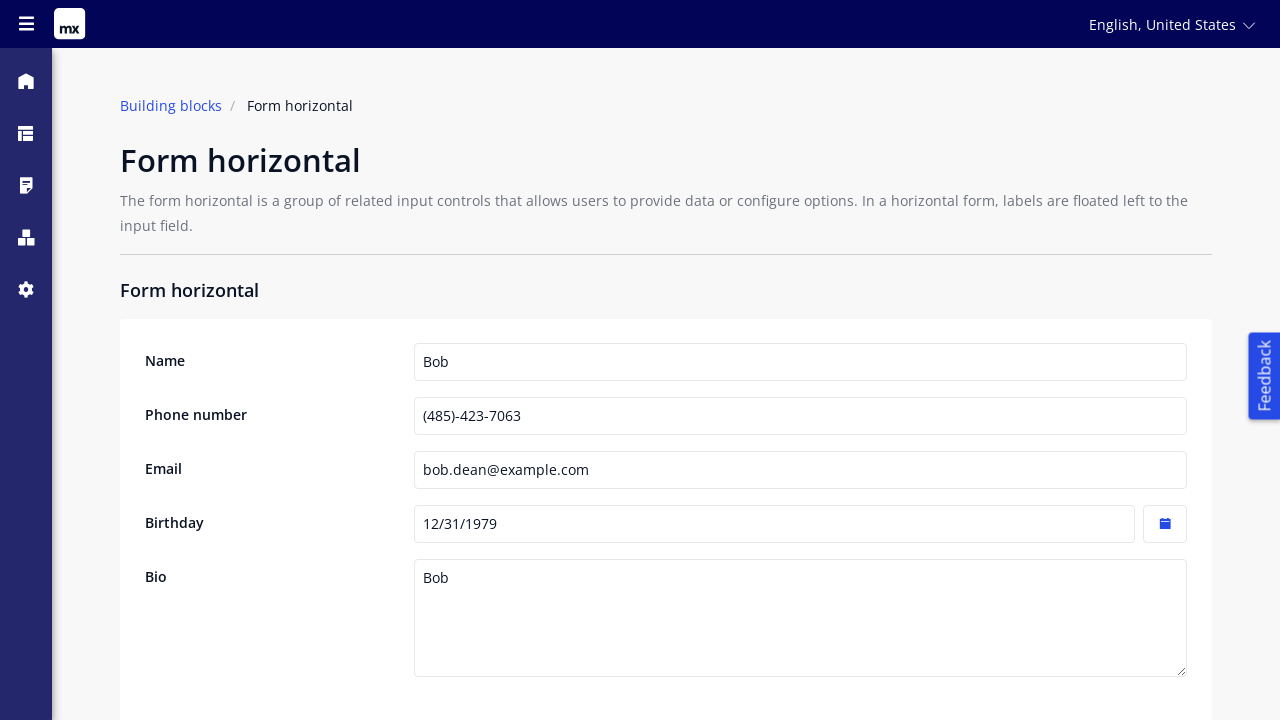 mx
English, United States
Building blocks / Form horizontal
Form horizontal
The form horizontal is a group of related input controls that allows users to provide data or configure options. In a horizontal form, labels are floated left to the
input field.
Form horizontal
Name
Bob
Phone number
(485)-423-7063
Email
bob.dean@example.com
Birthday
12/31/1979
Bio
Bob
Feedback